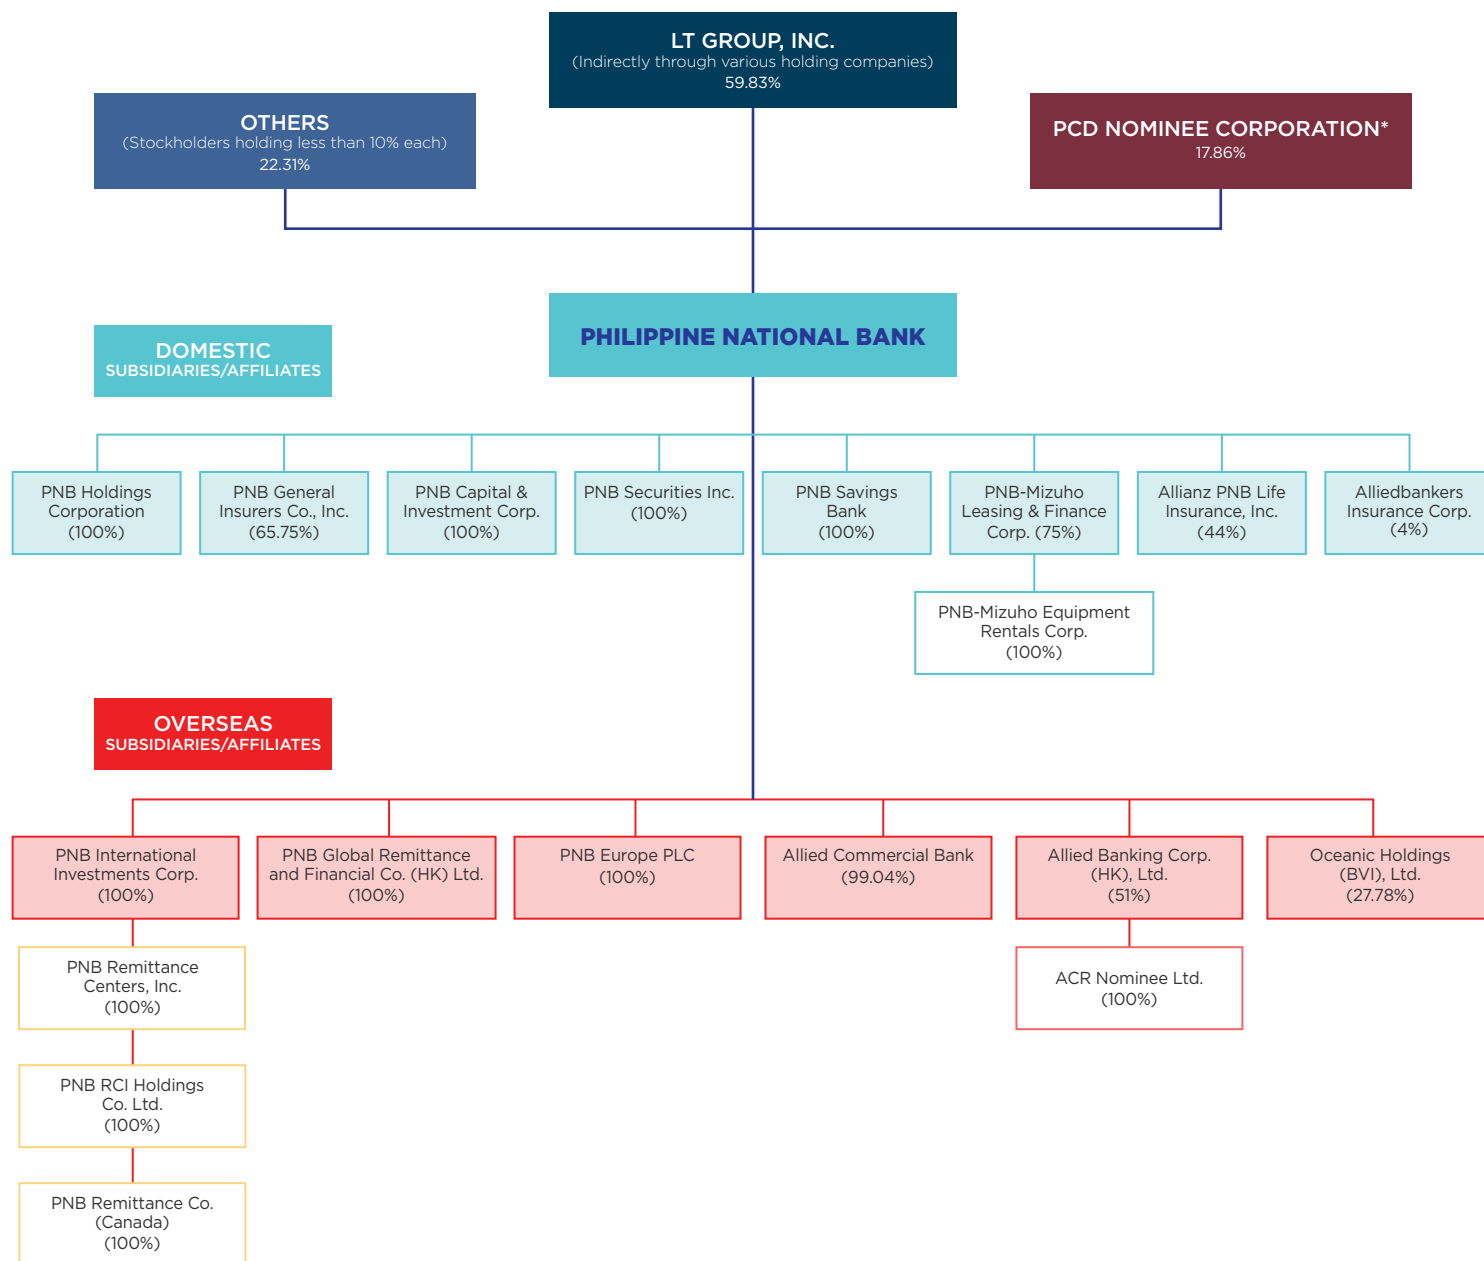 LT GROUP, INC.
(Indirectly through various holding companies)
59.83%
OTHERS
(Stockholders holding less than 10% each)
22.31%
PCD NOMINEE CORPORATION*
17.86%
PHILIPPINE NATIONAL BANK
DOMESTIC
SUBSIDIARIES/AFFILIATES
PNB Holdings
Corporation
(100%)
PNB General
Insurers Co., Inc.
(65.75%)
PNB Capital &
Investment Corp.
(100%)
PNB Securities Inc.
(100%)
PNB Savings
Bank
(100%)
PNB-Mizuho
Leasing & Finance
Corp. (75%)
Allianz PNB Life
Insurance, Inc.
(44%)
Alliedbankers
Insurance Corp.
(4%)
PNB-Mizuho Equipment
Rentals Corp.
(100%)
OVERSEAS
SUBSIDIARIES/AFFILIATES
PNB International
Investments Corp.
(100%)
PNB Global Remittance
and Financial Co. (HK) Ltd.
(100%)
PNB Europe PLC
(100%)
Allied Commercial Bank
(99.04%)
Allied Banking Corp.
(HK), Ltd.
(51%)
Oceanic Holdings
(BVI), Ltd.
(27.78%)
PNB Remittance
Centers, Inc.
(100%)
ACR Nominee Ltd.
(100%)
PNB RCI Holdings
Co. Ltd.
(100%)
PNB Remittance Co.
(Canada)
(100%)